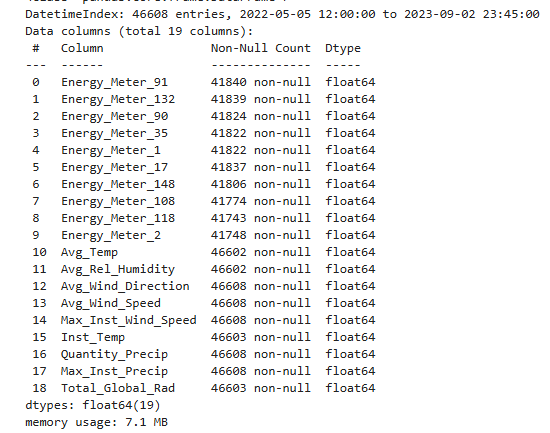 DatetimeIndex: 46608 entries, 2022-05-05 12:00:00 to 2023-09-02 23:45:00
Data columns (total 19 columns):
 #   Column               Non-Null Count  Dtype
---  ------               --------------  -----
 0   Energy_Meter_91      41840 non-null  float64
 1   Energy_Meter_132     41839 non-null  float64
 2   Energy_Meter_90      41824 non-null  float64
 3   Energy_Meter_35      41822 non-null  float64
 4   Energy_Meter_1       41822 non-null  float64
 5   Energy_Meter_17      41837 non-null  float64
 6   Energy_Meter_148     41806 non-null  float64
 7   Energy_Meter_108     41774 non-null  float64
 8   Energy_Meter_118     41743 non-null  float64
 9   Energy_Meter_2       41748 non-null  float64
 10  Avg_Temp             46602 non-null  float64
 11  Avg_Rel_Humidity     46602 non-null  float64
 12  Avg_Wind_Direction   46608 non-null  float64
 13  Avg_Wind_Speed       46608 non-null  float64
 14  Max_Inst_Wind_Speed  46608 non-null  float64
 15  Inst_Temp            46603 non-null  float64
 16  Quantity_Precip      46608 non-null  float64
 17  Max_Inst_Precip      46608 non-null  float64
 18  Total_Global_Rad     46603 non-null  float64
dtypes: float64(19)
memory usage: 7.1 MB